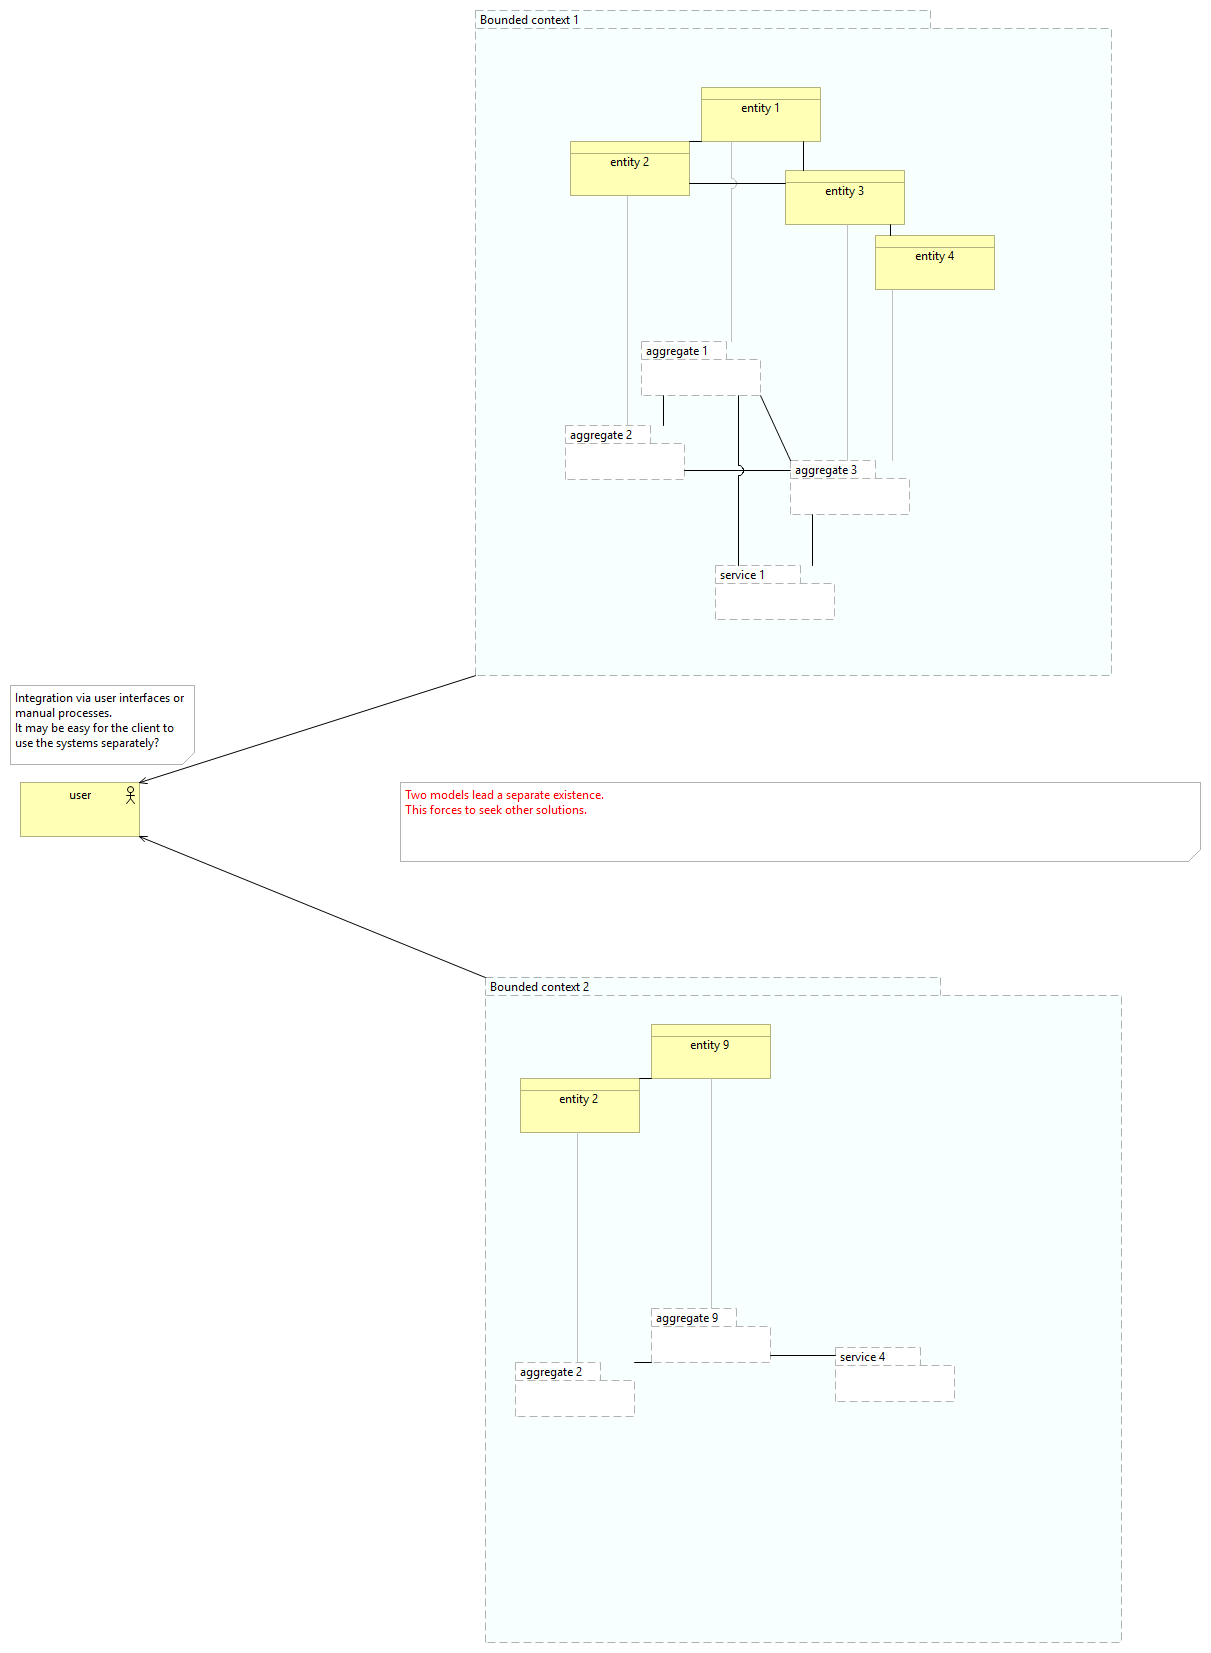 Bounded context 1
entity 1
entity 2
entity 3
entity 4
aggregate 1
aggregate 2
aggregate 3
service 1
Integration via user interfaces or
manual processes.
It may be easy for the client to
use the systems separately?
user
Two models lead a separate existence.
This forces to seek other solutions.
Bounded context 2
entity 9
entity 2
aggregate 9
service 4
aggregate 2